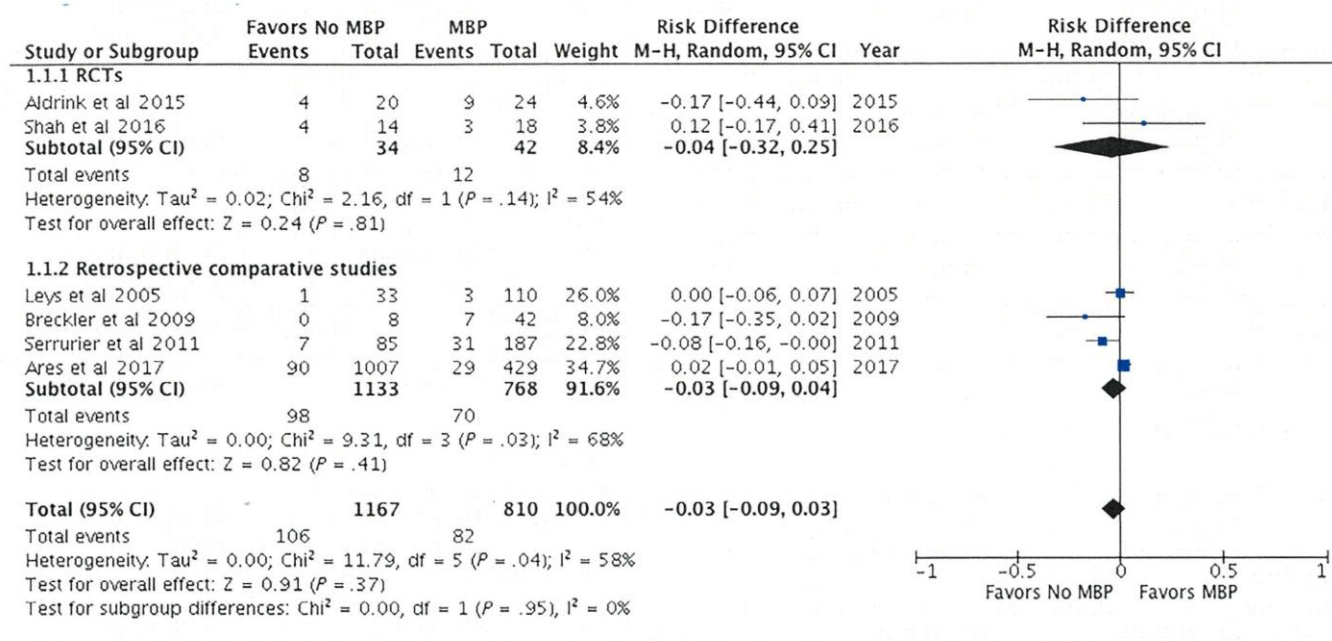 Favors No MBP MBP Risk Difference Risk Difference
Study or Subgroup Events Total Events Total Weight M-H, Random, 95% CI Year M-H, Random, 95% CI
1.1.1 RCTs
Aldrink et al 2015 4 20 9 24 4.6% -0.17 [-0.44, 0.09] 2015
Shah et al 2016 4 14 3 18 3.8% 0.12 [-0.17, 0.41] 2016
Subtotal (95% CI) 34 42 8.4% -0.04 [-0.32, 0.25]
Total events 8 12
Heterogeneity: Tau² = 0.02; Chi² = 2.16, df = 1 (P = .14); I² = 54%
Test for overall effect: Z = 0.24 (P = .81)
1.1.2 Retrospective comparative studies
Leys et al 2005 1 33 3 110 26.0% 0.00 [-0.06, 0.07] 2005
Breckler et al 2009 0 8 7 42 8.0% -0.17 [-0.35, 0.02] 2009
Serrurier et al 2011 7 85 31 187 22.8% -0.08 [-0.16, -0.00] 2011
Ares et al 2017 90 1007 29 429 34.7% 0.02 [-0.01, 0.05] 2017
Subtotal (95% CI) 1133 768 91.6% -0.03 [-0.09, 0.04]
Total events 98 70
Heterogeneity: Tau² = 0.00; Chi² = 9.31, df = 3 (P = .03); I² = 68%
Test for overall effect: Z = 0.82 (P = .41)
Total (95% CI) 1167 810 100.0% -0.03 [-0.09, 0.03]
Total events 106 82
Heterogeneity: Tau² = 0.00; Chi² = 11.79, df = 5 (P = .04); I² = 58%
Test for overall effect: Z = 0.91 (P = .37)
Test for subgroup differences: Chi² = 0.00, df = 1 (P = .95), I² = 0%
-1 -0.5 0 0.5 1
Favors No MBP Favors MBP